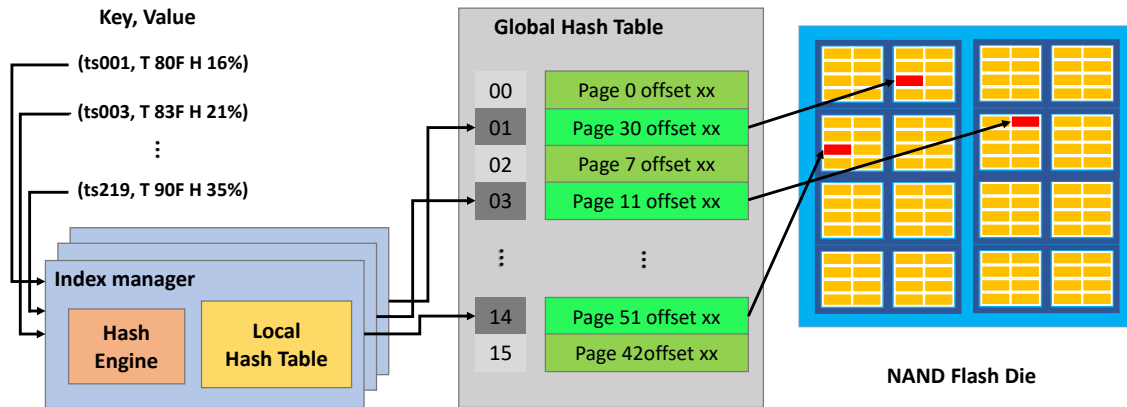 Key, Value
(ts001, T 80F H 16%)
(ts003, T 83F H 21%)
...
(ts219, T 90F H 35%)
Index manager
Hash
Engine
Local
Hash Table
Global Hash Table
00 Page 0 offset xx
01 Page 30 offset xx
02 Page 7 offset xx
03 Page 11 offset xx
... ...
14 Page 51 offset xx
15 Page 42offset xx
NAND Flash Die